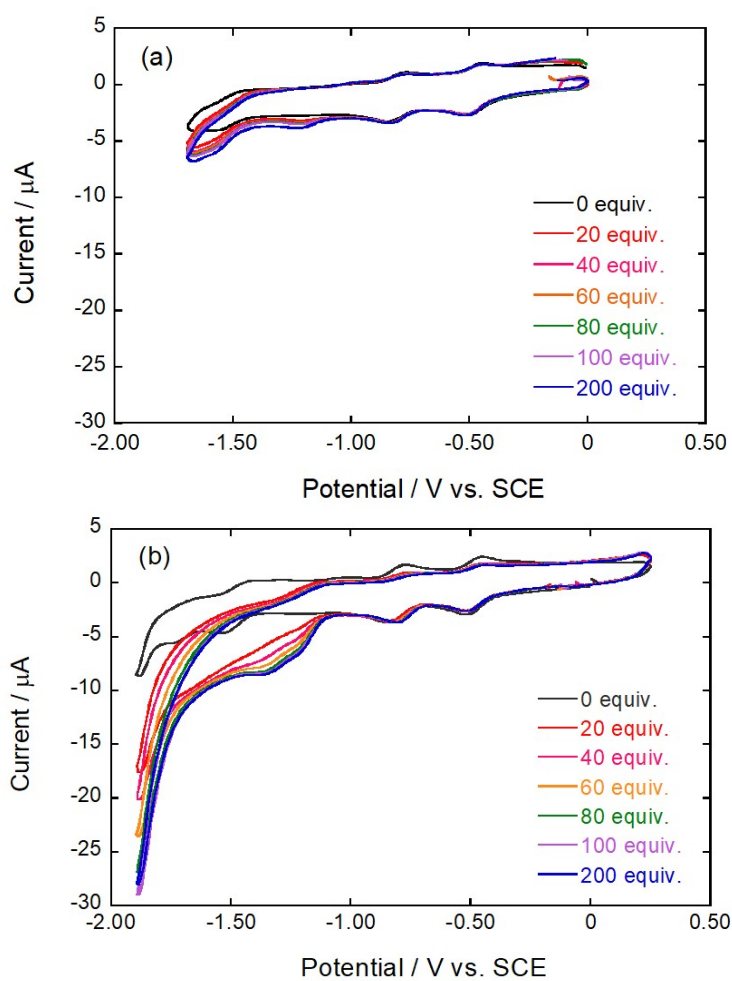 (a)
5
0
-5
-10
-15
-20
-25
-30
Current / μA
0 equiv.
20 equiv.
40 equiv.
60 equiv.
80 equiv.
100 equiv.
200 equiv.
-2.00 -1.50 -1.00 -0.50 0 0.50
Potential / V vs. SCE
(b)
5
0
-5
-10
-15
-20
-25
-30
Current / μA
0 equiv.
20 equiv.
40 equiv.
60 equiv.
80 equiv.
100 equiv.
200 equiv.
-2.00 -1.50 -1.00 -0.50 0 0.50
Potential / V vs. SCE